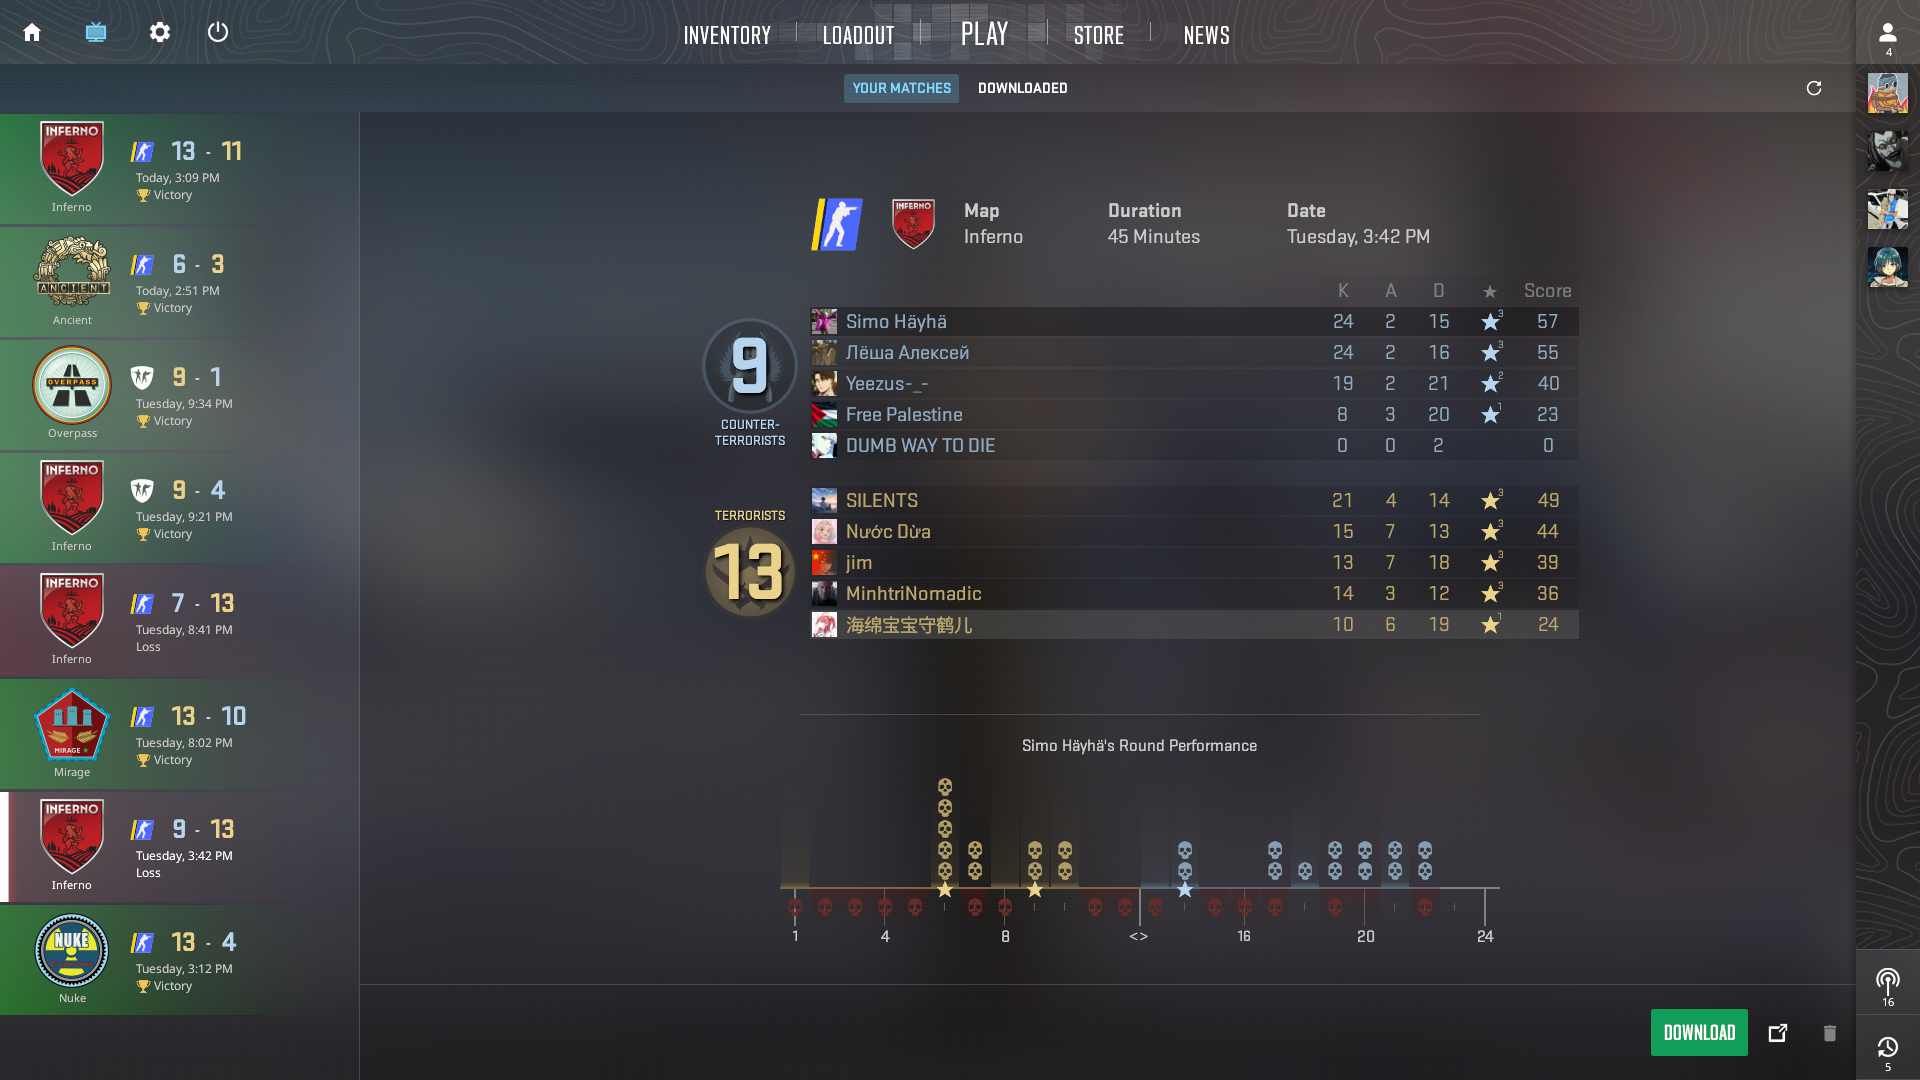 INVENTORY
LOADOUT
PLAY
STORE
NEWS
4
YOUR MATCHES
DOWNLOADED
INFERNO
Inferno
13 - 11
Today, 3:09 PM
Victory
ANCIENT
Ancient
6 - 3
Today, 2:51 PM
Victory
OVERPASS
Overpass
9 - 1
Tuesday, 9:34 PM
Victory
INFERNO
Inferno
9 - 4
Tuesday, 9:21 PM
Victory
INFERNO
Inferno
7 - 13
Tuesday, 8:41 PM
Loss
MIRAGE
Mirage
13 - 10
Tuesday, 8:02 PM
Victory
INFERNO
Inferno
9 - 13
Tuesday, 3:42 PM
Loss
NUKE
Nuke
13 - 4
Tuesday, 3:12 PM
Victory
INFERNO
Map
Inferno
Duration
45 Minutes
Date
Tuesday, 3:42 PM
K A D ★ Score
9
COUNTER-
TERRORISTS
Simo Häyhä 24 2 15 ★3 57
Лёша Алексей 24 2 16 ★3 55
Yeezus-_- 19 2 21 ★2 40
Free Palestine 8 3 20 ★1 23
DUMB WAY TO DIE 0 0 2 0
TERRORISTS
13
SILENTS 21 4 14 ★3 49
Nước Dừa 15 7 13 ★3 44
jim 13 7 18 ★3 39
MinhtriNomadic 14 3 12 ★3 36
海绵宝宝守鹤儿 10 6 19 ★1 24
Simo Häyhä's Round Performance
1 4 8 <> 16 20 24
DOWNLOAD
16
5